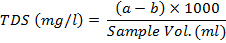 TDS (mg/l) = (a − b) × 1000 / Sample Vol. (ml)